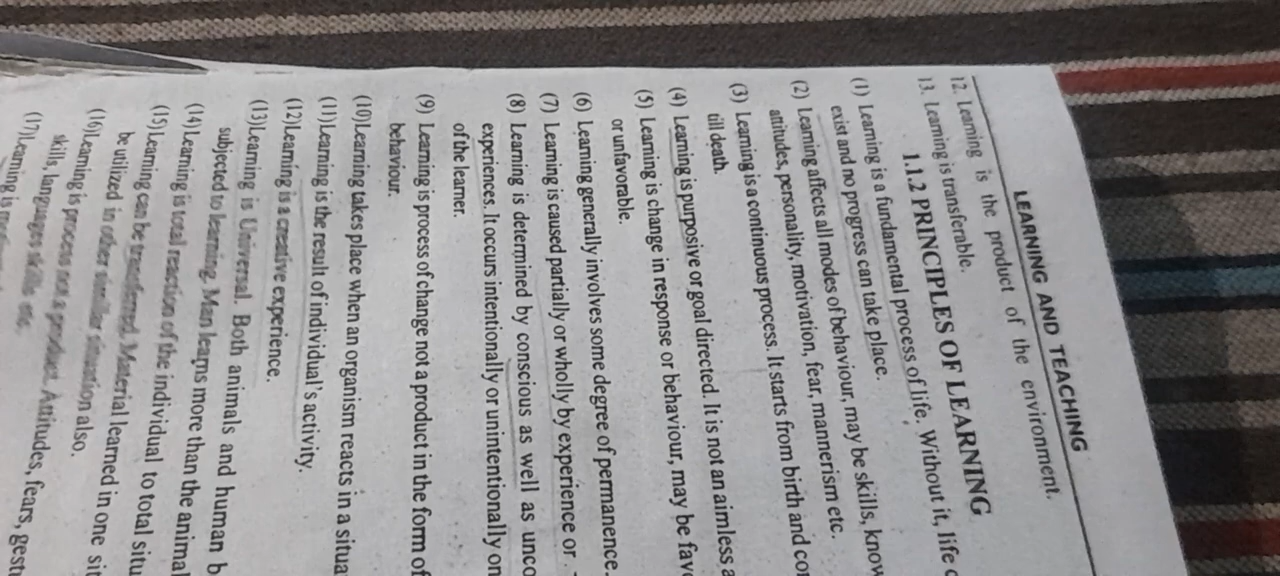 LEARNING AND TEACHING
12. Learning is the product of the environment.
13. Learning is transferable.
1.1.2 PRINCIPLES OF LEARNING
(1) Learning is a fundamental process of life. Without it, life c
exist and no progress can take place.
(2) Learning affects all modes of behaviour, may be skills, know
attitudes, personality, motivation, fear, mannerism etc.
(3) Learning is a continuous process. It starts from birth and co
till death.
(4) Learning is purposive or goal directed. It is not an aimless a
(5) Learning is change in response or behaviour, may be favo
or unfavorable.
(6) Learning generally involves some degree of permanence.
(7) Learning is caused partially or wholly by experience or
(8) Learning is determined by conscious as well as unco
experiences. It occurs intentionally or unintentionally on
of the learner.
(9) Learning is process of change not a product in the form of
behaviour.
(10)Learning takes place when an organism reacts in a situa
(11)Learning is the result of individual's activity.
(12)Learning is a creative experience.
(13)Learning is Universal. Both animals and human b
subjected to learning. Man learns more than the animal
(14)Learning is total reaction of the individual to total situ
(15)Learning can be transferred. Material learned in one sit
be utilized in other similar situation also.
(16)Learning is process not a product. Attitudes, fears, gestu
skills, languages skills etc.
(17)Learning is